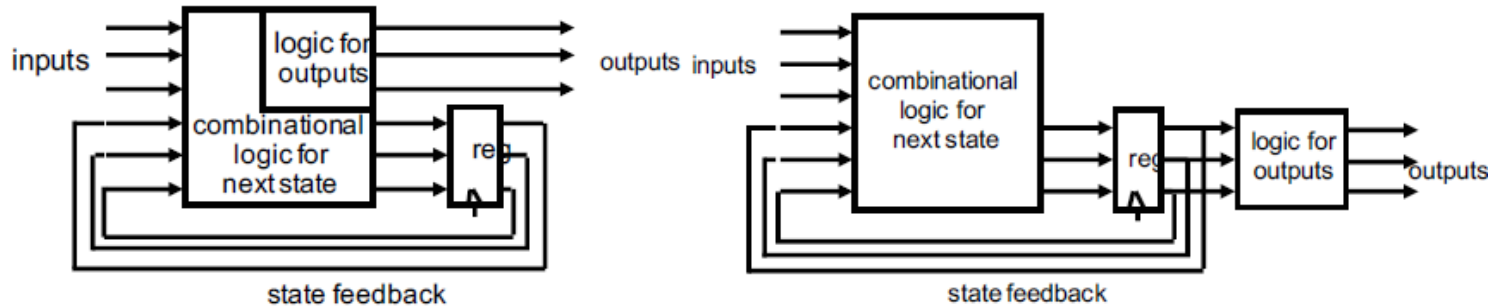 inputs
logic for
outputs
combinational
logic for
next state
reg
state feedback
outputs
inputs
combinational
logic for
next state
reg
logic for
outputs
outputs
state feedback